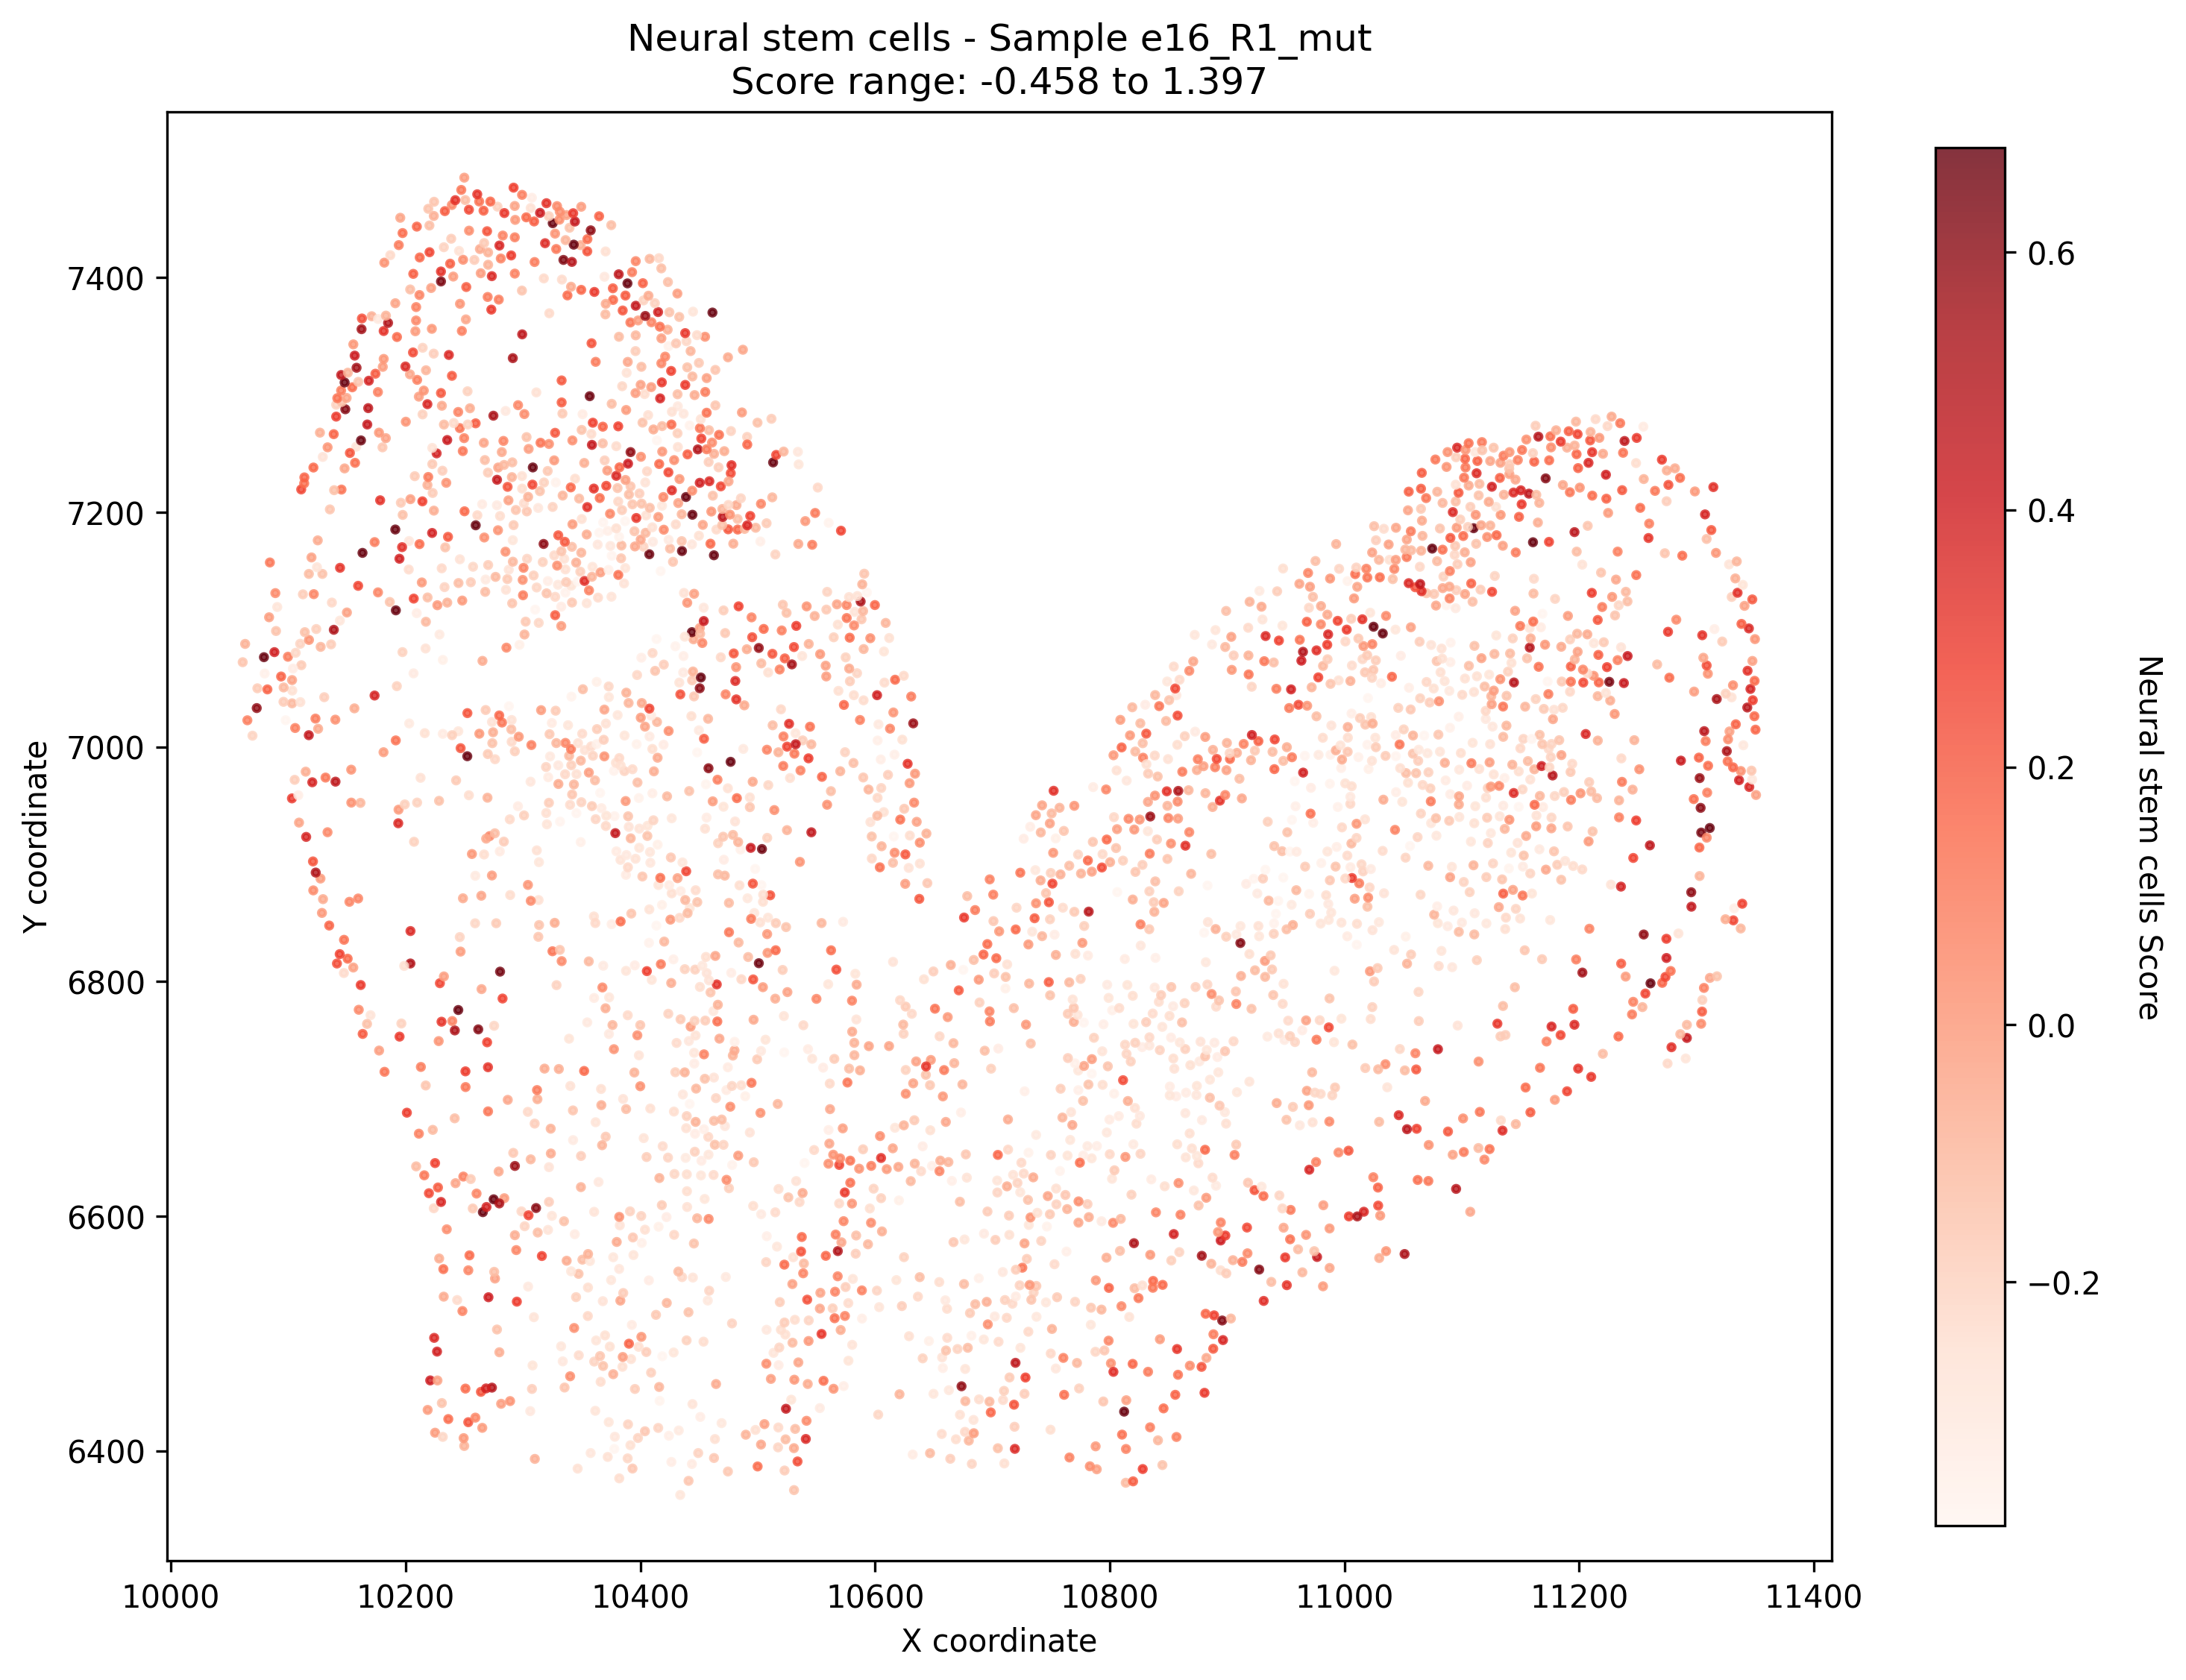 Neural stem cells - Sample e16_R1_mut
Score range: -0.458 to 1.397
Y coordinate
7400
7200
7000
6800
6600
6400
10000 10200 10400 10600 10800 11000 11200 11400
X coordinate
0.6
0.4
0.2
0.0
−0.2
Neural stem cells Score